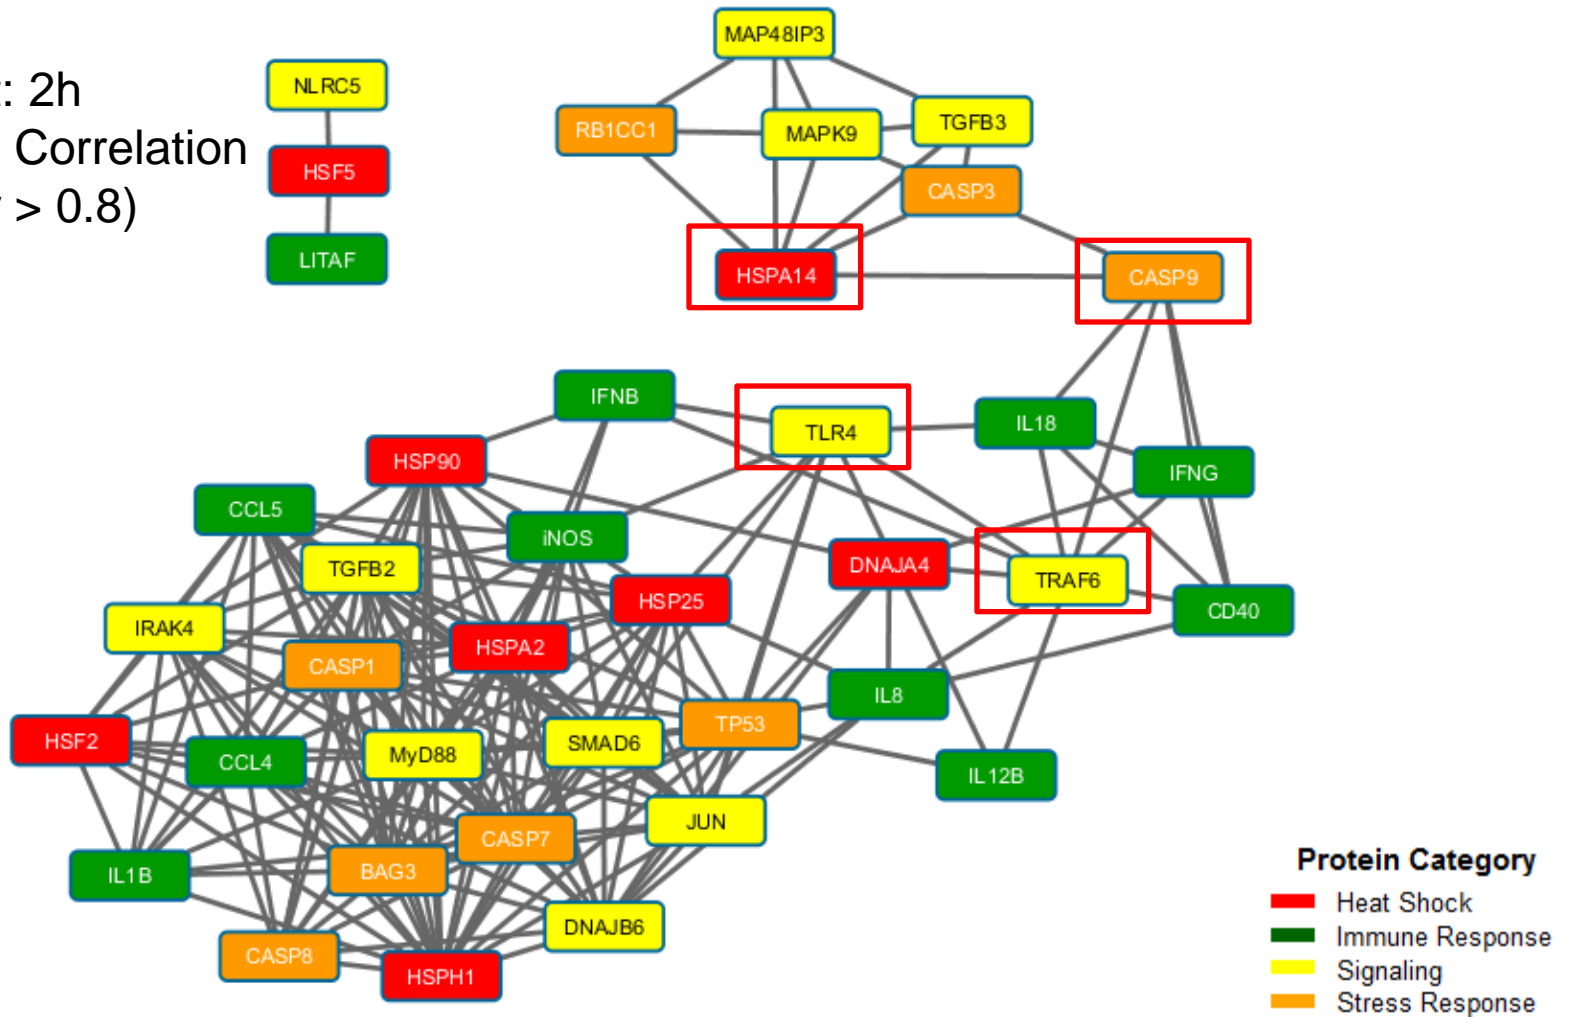 : 2h
Correlation
> 0.8)
MAP48IP3
NLRC5
RB1CC1
MAPK9
TGFB3
HSF5
CASP3
LITAF
HSPA14
CASP9
IFNB
TLR4
IL18
HSP90
IFNG
CCL5
iNOS
TGFB2
DNAJA4
TRAF6
HSP25
CD40
IRAK4
HSPA2
CASP1
IL8
TP53
HSF2
SMAD6
MyD88
CCL4
IL12B
JUN
CASP7
BAG3
IL1B
DNAJB6
CASP8
HSPH1
Protein Category
Heat Shock
Immune Response
Signaling
Stress Response